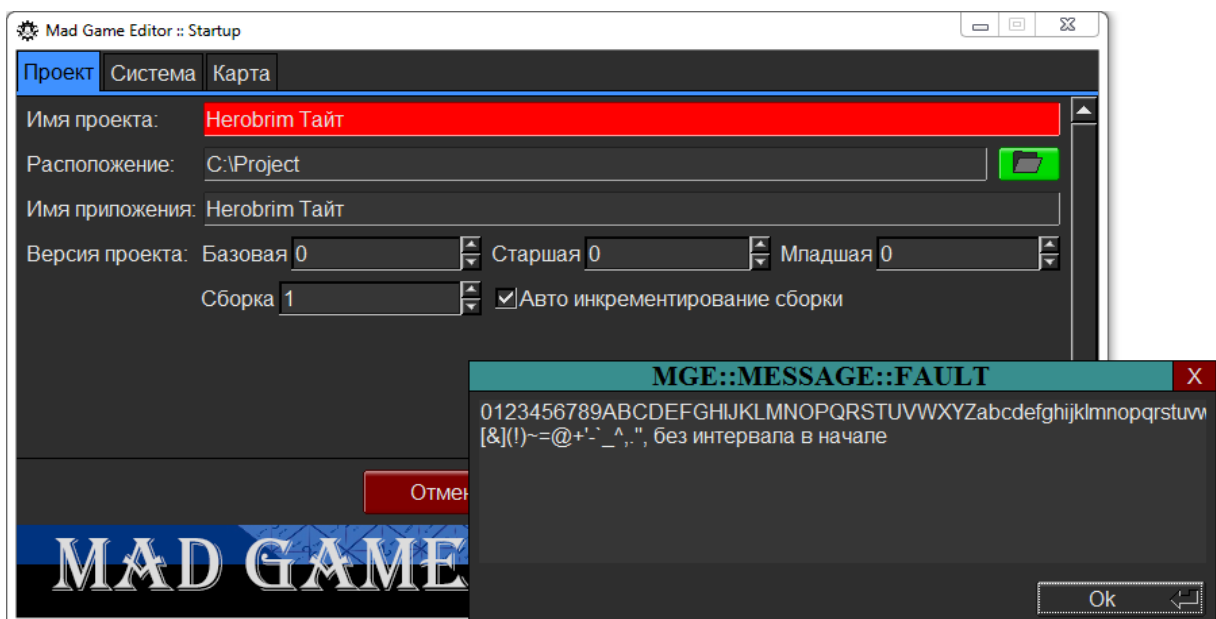 Mad Game Editor :: Startup
Проект Система Карта
Имя проекта: Herobrim Тайт
Расположение: C:\Project
Имя приложения: Herobrim Тайт
Версия проекта: Базовая 0 Старшая 0 Младшая 0
Сборка 1 Авто инкрементирование сборки
MGE::MESSAGE::FAULT X
0123456789ABCDEFGHIJKLMNOPQRSTUVWXYZabcdefghijklmnopqrstuvw
[&](!)~=@+'-`_^,.", без интервала в начале
Ok
MAD GAME